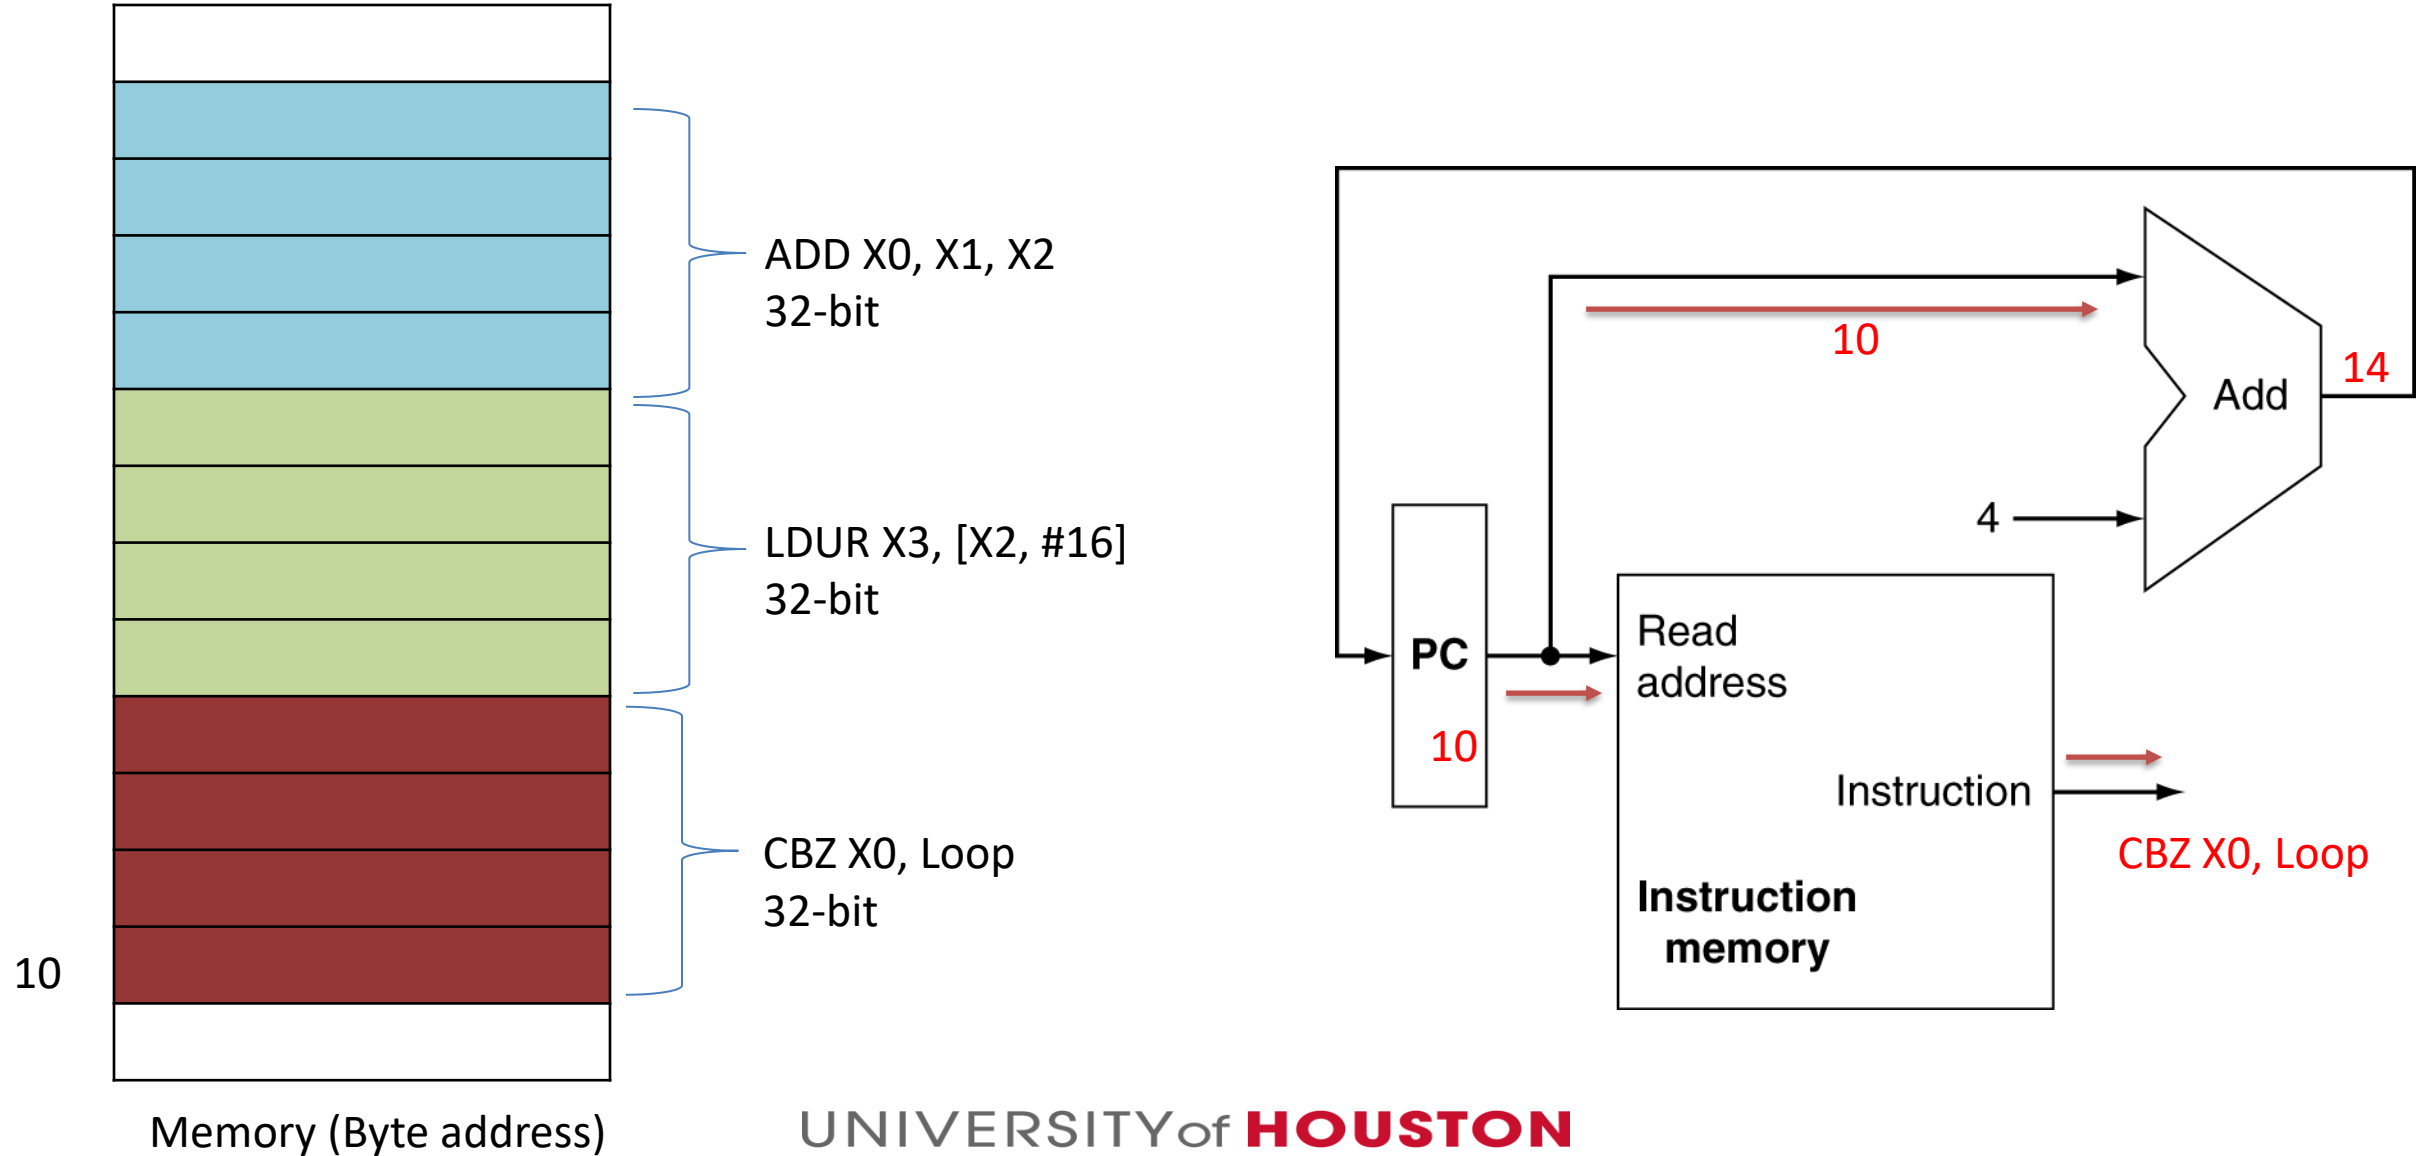 ADD X0, X1, X2
32-bit
LDUR X3, [X2, #16]
32-bit
CBZ X0, Loop
32-bit
10
Memory (Byte address)
10
14
Add
4
PC
10
Read
address
Instruction
CBZ X0, Loop
Instruction
memory
UNIVERSITY of HOUSTON